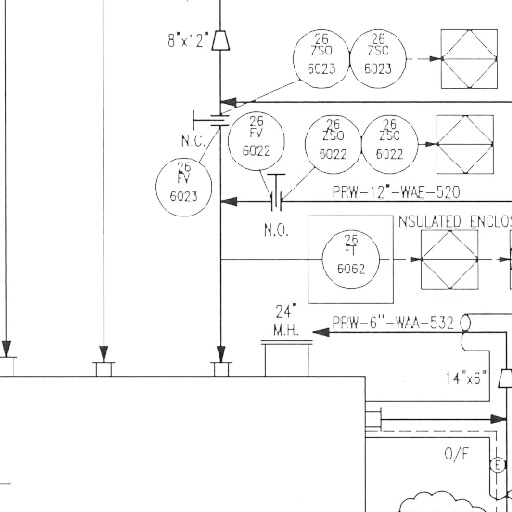 8"x12"
26
ZSO
6023
26
ZSC
6023
N.C.
26
FV
6022
26
ZSO
6022
26
ZSC
6022
26
FV
6023
PRW-12"-WAE-520
N.O.
NSULATED ENCLOS
26
FT
6062
24"
M.H.
PRW-6"-WAA-532
14"x6"
O/F
E